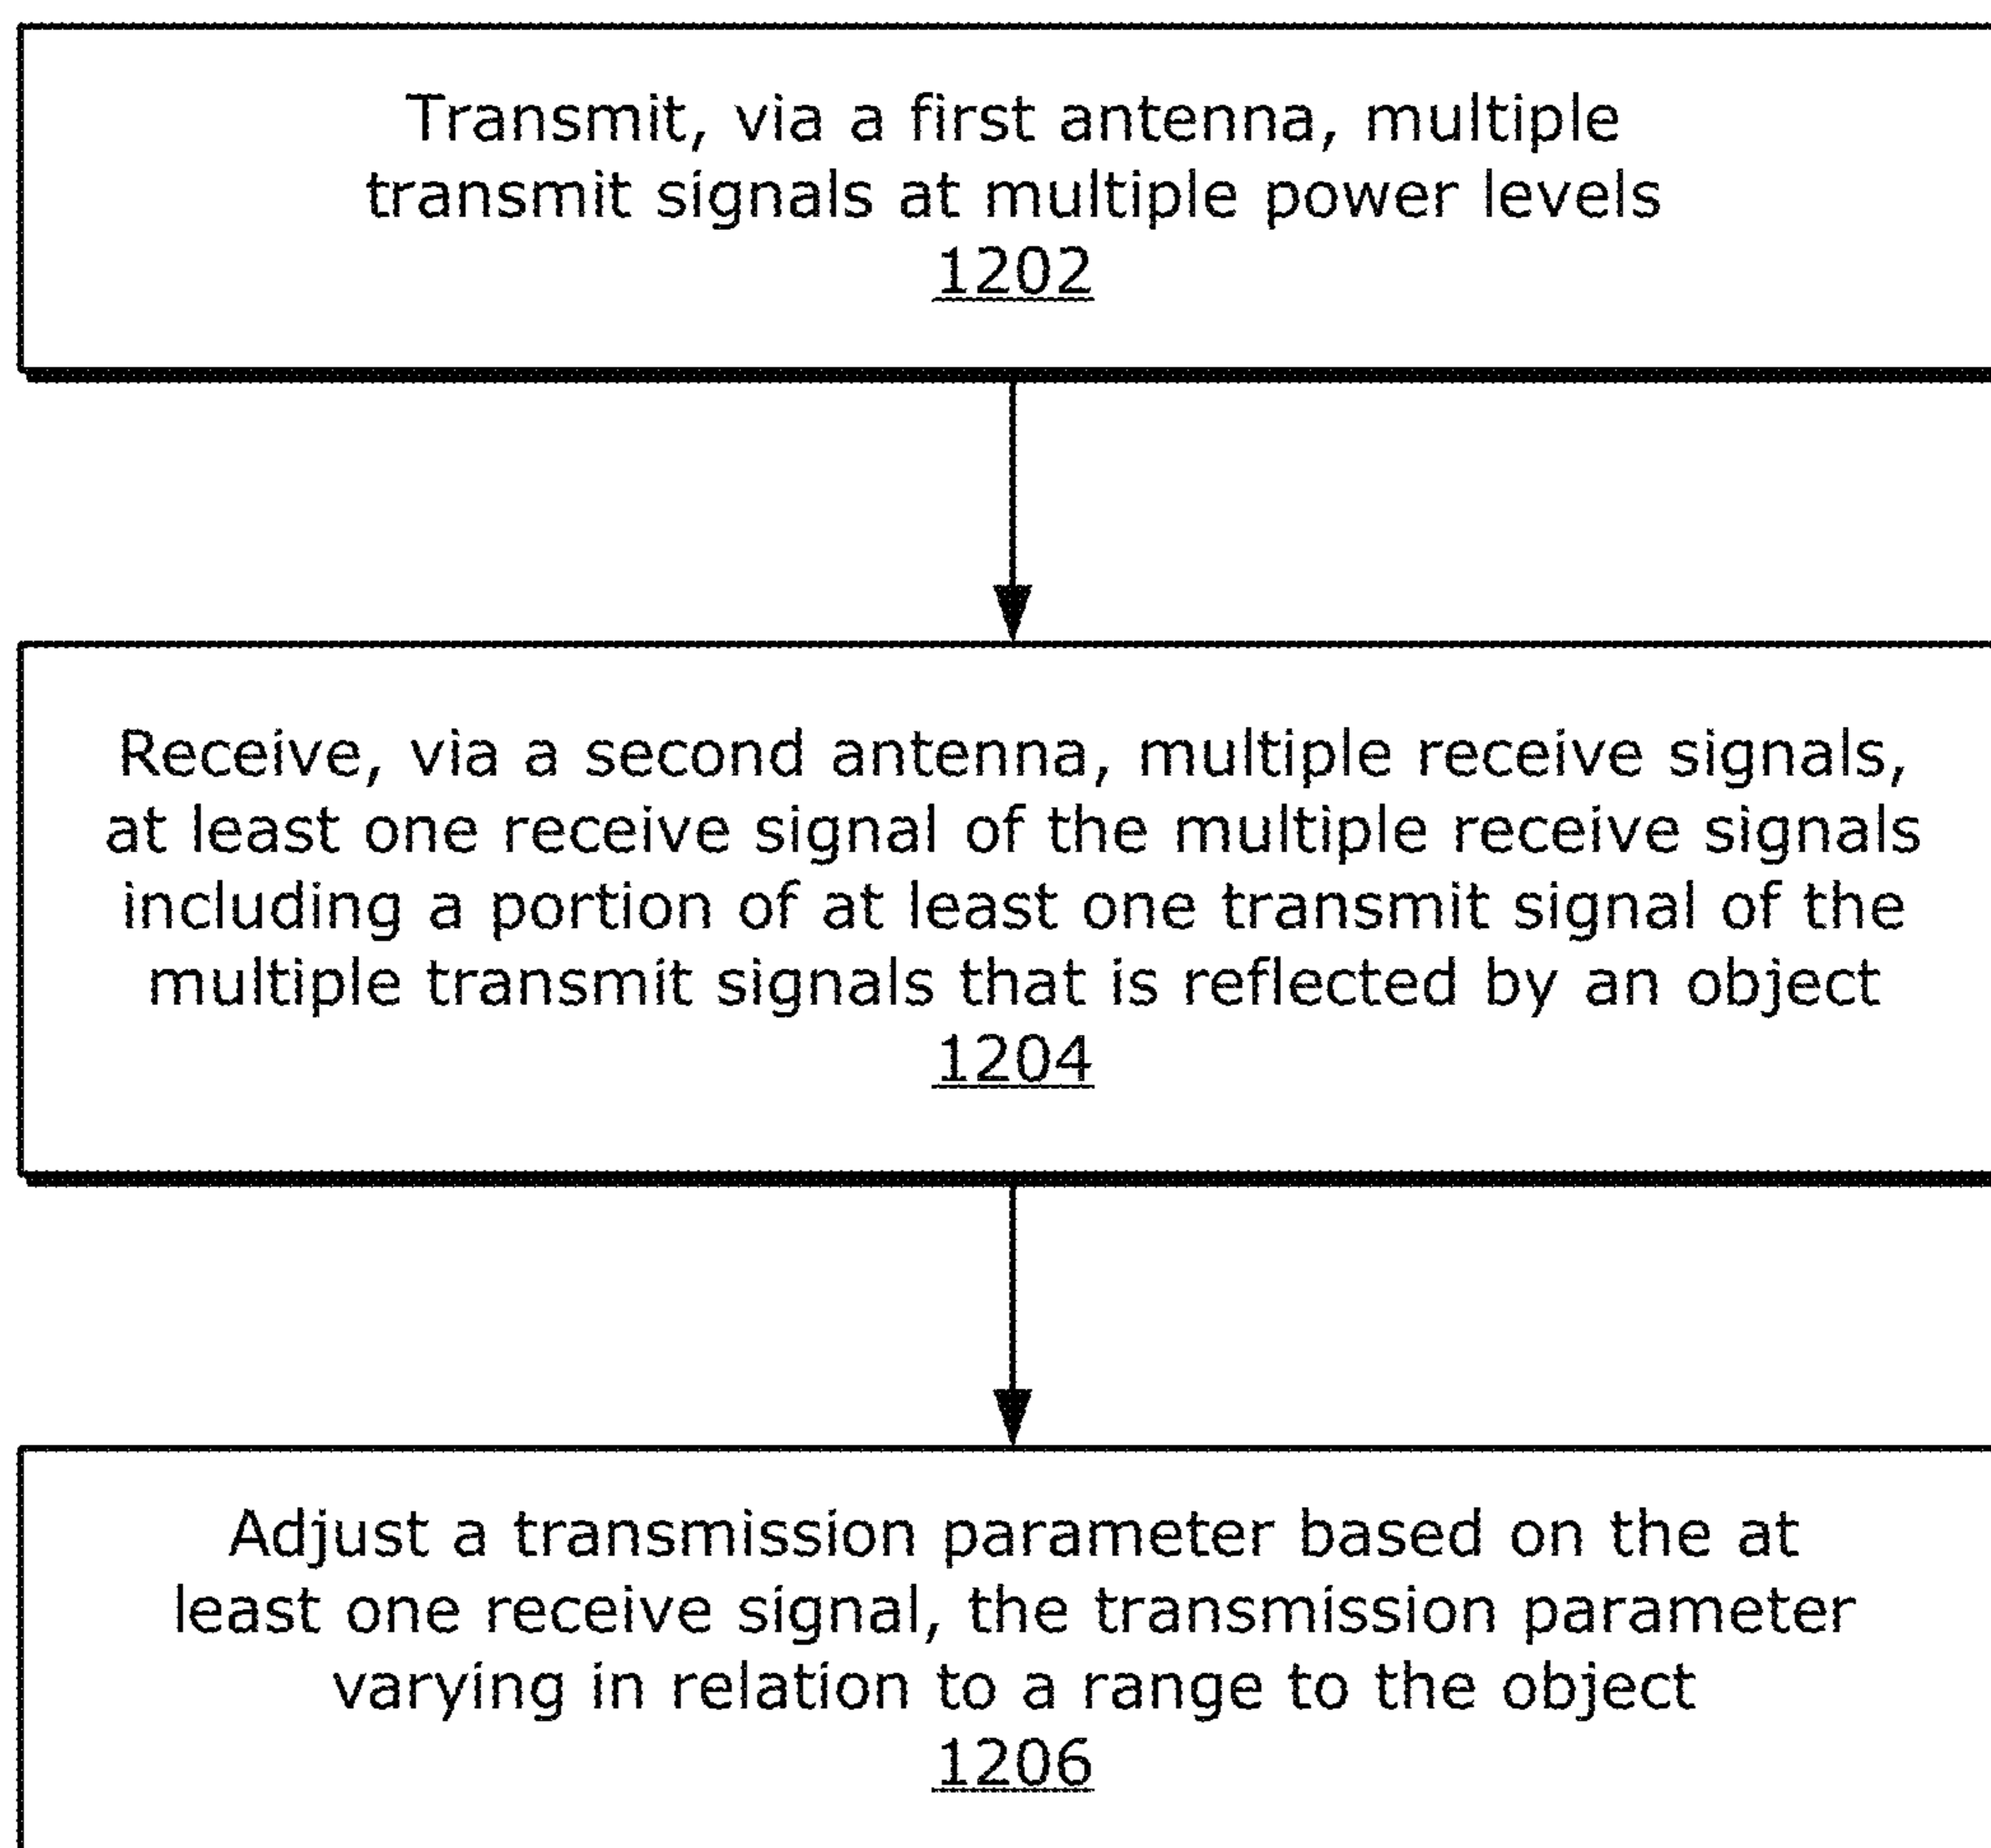 Transmit, via a first antenna, multiple
transmit signals at multiple power levels
1202
Receive, via a second antenna, multiple receive signals,
at least one receive signal of the multiple receive signals
including a portion of at least one transmit signal of the
multiple transmit signals that is reflected by an object
1204
Adjust a transmission parameter based on the at
least one receive signal, the transmission parameter
varying in relation to a range to the object
1206